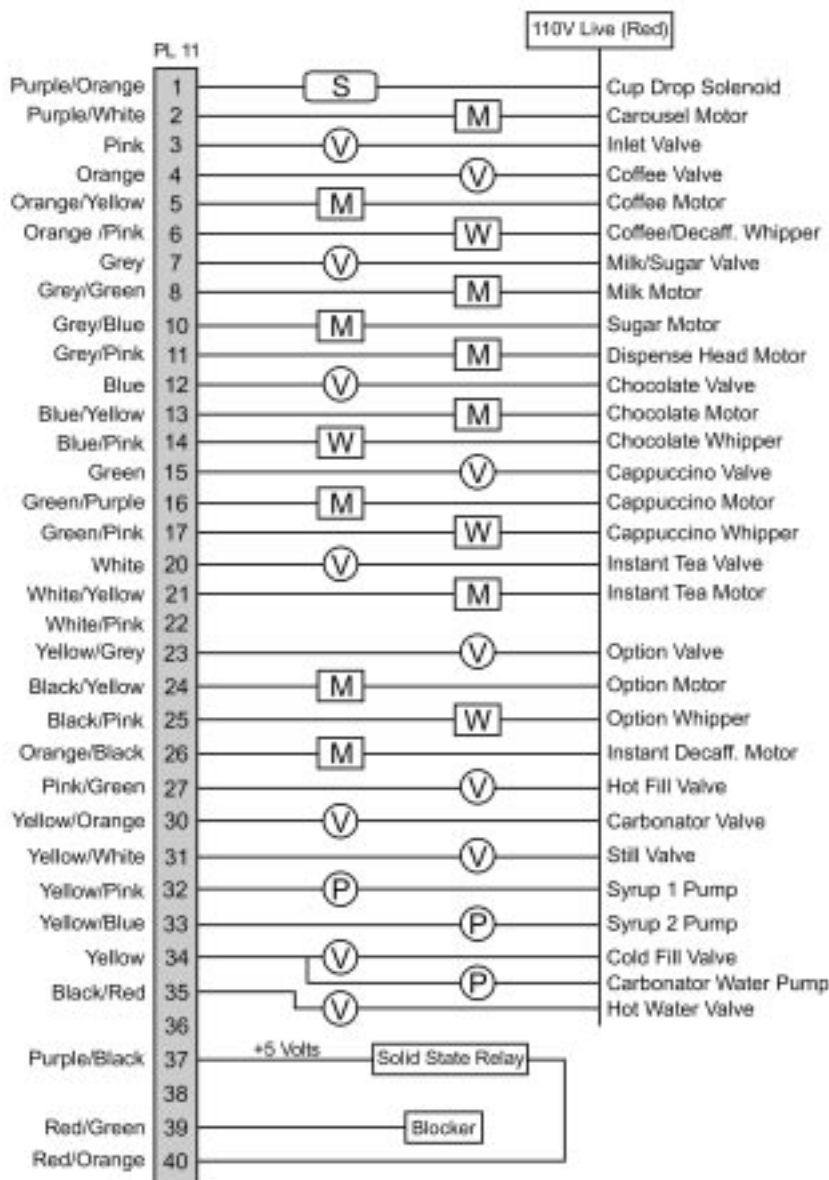 110V Live (Red)
PL 11
Purple/Orange 1 S Cup Drop Solenoid
Purple/White 2 M Carousel Motor
Pink 3 V Inlet Valve
Orange 4 V Coffee Valve
Orange/Yellow 5 M Coffee Motor
Orange /Pink 6 W Coffee/Decaff. Whipper
Grey 7 V Milk/Sugar Valve
Grey/Green 8 M Milk Motor
Grey/Blue 10 M Sugar Motor
Grey/Pink 11 M Dispense Head Motor
Blue 12 V Chocolate Valve
Blue/Yellow 13 M Chocolate Motor
Blue/Pink 14 W Chocolate Whipper
Green 15 V Cappuccino Valve
Green/Purple 16 M Cappuccino Motor
Green/Pink 17 W Cappuccino Whipper
White 20 V Instant Tea Valve
White/Yellow 21 M Instant Tea Motor
White/Pink 22
Yellow/Grey 23 V Option Valve
Black/Yellow 24 M Option Motor
Black/Pink 25 W Option Whipper
Orange/Black 26 M Instant Decaff. Motor
Pink/Green 27 V Hot Fill Valve
Yellow/Orange 30 V Carbonator Valve
Yellow/White 31 V Still Valve
Yellow/Pink 32 P Syrup 1 Pump
Yellow/Blue 33 P Syrup 2 Pump
Yellow 34 V Cold Fill Valve
P Carbonator Water Pump
Black/Red 35 V Hot Water Valve
36
Purple/Black 37 +5 Volts Solid State Relay
38
Red/Green 39 Blocker
Red/Orange 40